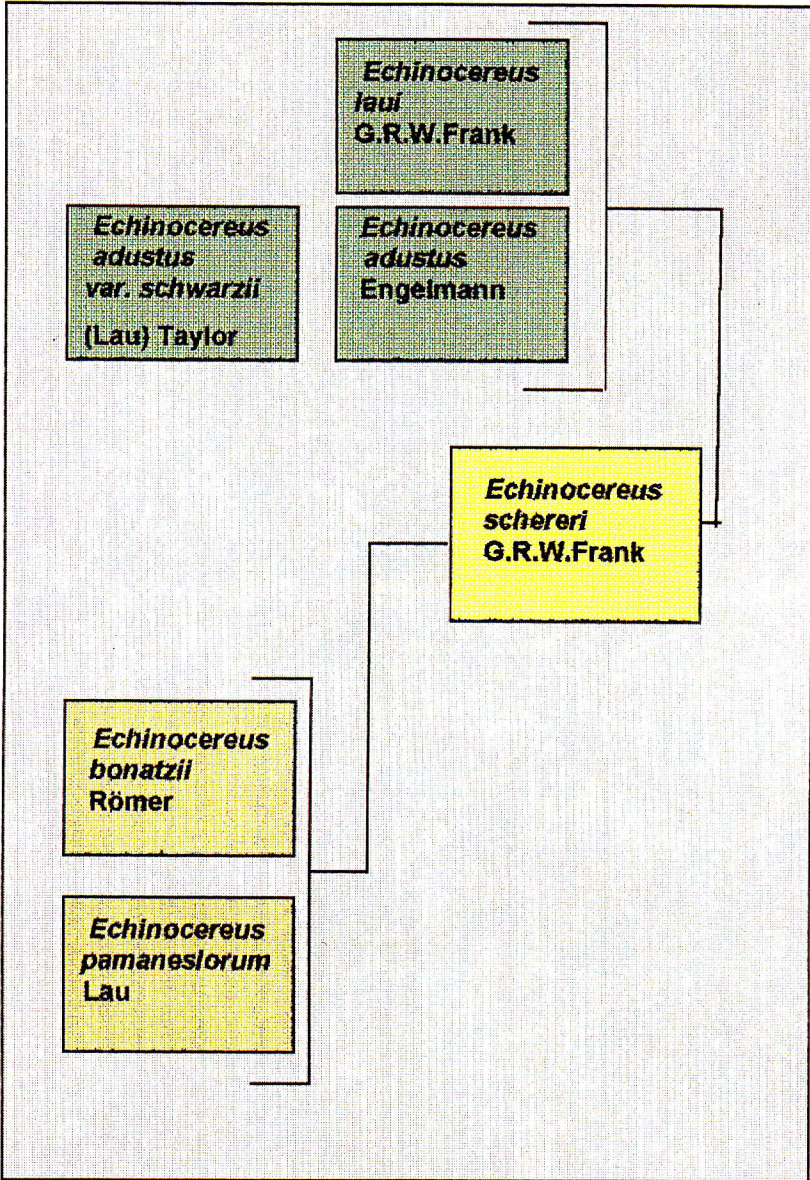 Echinocereus
laui
G.R.W.Frank
Echinocereus
adustus
var. schwarzii
(Lau) Taylor
Echinocereus
adustus
Engelmann
Echinocereus
schereri
G.R.W.Frank
Echinocereus
bonatzii
Römer
Echinocereus
pamanesiorum
Lau